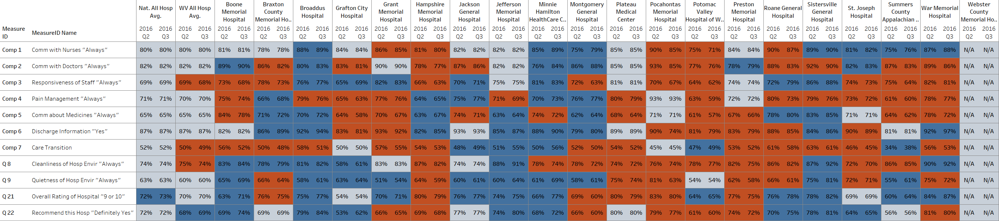 Nat. All Hosp Avg. WV All Hosp Avg. Boone Memorial Hospital Braxton County Memorial Ho.. Broaddus Hospital Grafton City Hospital Grant Memorial Hospital Hampshire Memorial Hospital Jackson General Hospital Jefferson Memorial Hospital Minnie Hamilton HealthCare C.. Montgomery General Hospital Plateau Medical Center Pocahontas Memorial Hospital Potomac Valley Hospital of W.. Preston Memorial Hospital Roane General Hospital Sistersville General Hospital St. Joseph Hospital Summers County Appalachian .. War Memorial Hospital Webster County Memorial Ho..
Measure ID MeasureID Name 2016 Q2 2016 Q3 2016 Q2 2016 Q3 2016 Q2 2016 Q3 2016 Q2 2016 Q3 2016 Q2 2016 Q3 2016 Q2 2016 Q3 2016 Q2 2016 Q3 2016 Q2 2016 Q3 2016 Q2 2016 Q3 2016 Q2 2016 Q3 2016 Q2 2016 Q3 2016 Q2 2016 Q3 2016 Q2 2016 Q3 2016 Q2 2016 Q3 2016 Q2 2016 Q3 2016 Q2 2016 Q3 2016 Q2 2016 Q3 2016 Q2 2016 Q3 2016 Q2 2016 Q3 2016 Q2 2016 Q3 2016 Q2 2016 Q3 2016 Q2 2016 Q3
Comp 1 Comm with Nurses "Always" 80% 80% 80% 80% 81% 81% 78% 78% 88% 89% 84% 84% 86% 85% 81% 80% 82% 82% 82% 82% 85% 89% 75% 79% 85% 85% 90% 85% 75% 71% 84% 84% 90% 87% 89% 90% 81% 82% 75% 76% 87% 88% N/A N/A
Comp 2 Comm with Doctors "Always" 82% 82% 82% 82% 89% 90% 86% 82% 80% 83% 83% 81% 90% 90% 78% 77% 87% 86% 82% 82% 76% 84% 86% 88% 85% 85% 93% 85% 77% 76% 78% 79% 88% 83% 92% 90% 82% 83% 87% 83% 89% 86% N/A N/A
Comp 3 Responsiveness of Staff "Always" 69% 69% 69% 68% 73% 68% 78% 73% 76% 77% 65% 69% 82% 83% 66% 63% 70% 71% 75% 75% 81% 83% 72% 63% 81% 81% 70% 67% 64% 62% 74% 74% 72% 79% 86% 88% 74% 73% 75% 64% 82% 81% N/A N/A
Comp 4 Pain Management "Always" 71% 71% 70% 70% 75% 74% 66% 68% 79% 76% 65% 63% 77% 76% 64% 65% 75% 77% 71% 69% 70% 73% 76% 77% 80% 79% 93% 93% 63% 59% 72% 72% 80% 73% 79% 76% 73% 72% 61% 60% 78% 77% N/A N/A
Comp 5 Comm about Medicines "Always" 65% 65% 65% 65% 84% 78% 71% 72% 70% 72% 64% 58% 70% 67% 63% 67% 74% 71% 63% 64% 74% 72% 62% 64% 68% 64% 71% 71% 61% 57% 67% 66% 78% 80% 83% 85% 71% 71% 64% 62% 78% 72% N/A N/A
Comp 6 Discharge Information "Yes" 87% 87% 87% 87% 82% 82% 86% 89% 92% 94% 83% 81% 93% 92% 82% 85% 93% 93% 85% 87% 88% 90% 79% 80% 89% 89% 90% 74% 81% 79% 83% 79% 88% 85% 84% 86% 90% 89% 81% 81% 92% 97% N/A N/A
Comp 7 Care Transition 52% 52% 50% 49% 56% 52% 50% 48% 58% 51% 50% 50% 57% 55% 54% 53% 48% 49% 51% 55% 50% 56% 52% 50% 54% 52% 45% 45% 47% 49% 53% 52% 61% 58% 63% 61% 46% 45% 34% 38% 56% 53% N/A N/A
Q 8 Cleanliness of Hosp Envir "Always" 74% 74% 75% 74% 83% 84% 78% 79% 81% 82% 58% 61% 83% 83% 87% 82% 74% 74% 88% 91% 78% 74% 78% 72% 74% 72% 76% 74% 78% 77% 82% 75% 86% 82% 87% 92% 72% 70% 86% 85% 90% 92% N/A N/A
Q 9 Quietness of Hosp Envir "Always" 63% 63% 60% 60% 65% 69% 66% 64% 58% 61% 63% 64% 51% 54% 64% 59% 60% 61% 60% 64% 61% 69% 58% 61% 75% 74% 81% 63% 54% 54% 62% 58% 66% 61% 75% 81% 72% 71% 55% 61% 75% 72% N/A N/A
Q 21 Overall Rating of Hospital "9 or 10" 72% 73% 70% 70% 63% 71% 76% 75% 75% 77% 54% 54% 70% 71% 80% 79% 76% 77% 74% 75% 66% 77% 69% 60% 80% 79% 83% 80% 64% 65% 77% 75% 76% 78% 78% 82% 69% 69% 60% 64% 84% 87% N/A N/A
Q 22 Recommend this Hosp "Definitely Yes" 72% 72% 68% 69% 69% 74% 69% 69% 79% 84% 53% 62% 66% 65% 69% 68% 77% 77% 74% 80% 68% 72% 66% 60% 80% 80% 79% 77% 61% 60% 74% 72% 70% 75% 78% 81% 64% 65% 56% 56% 81% 80% N/A N/A